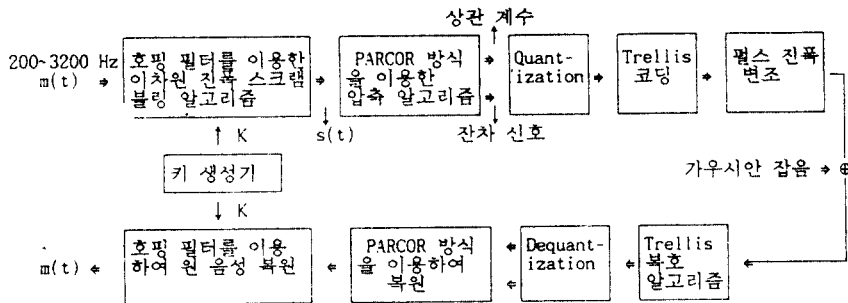 상관 계수
200~3200 Hz
m(t)
호핑 필터를 이용한
이차원 진폭 스크램
블링 알고리즘
PARCOR 방식
을 이용한
압축 알고리즘
Quant-
ization
Trellis
코딩
펄스 진폭
변조
K
s(t)
잔차 신호
키 생성기
가우시안 잡음
K
m(t)
호핑 필터를 이용
하여 원 음성 복원
PARCOR 방식
을 이용하여
복원
Dequant-
ization
Trellis
복호
알고리즘